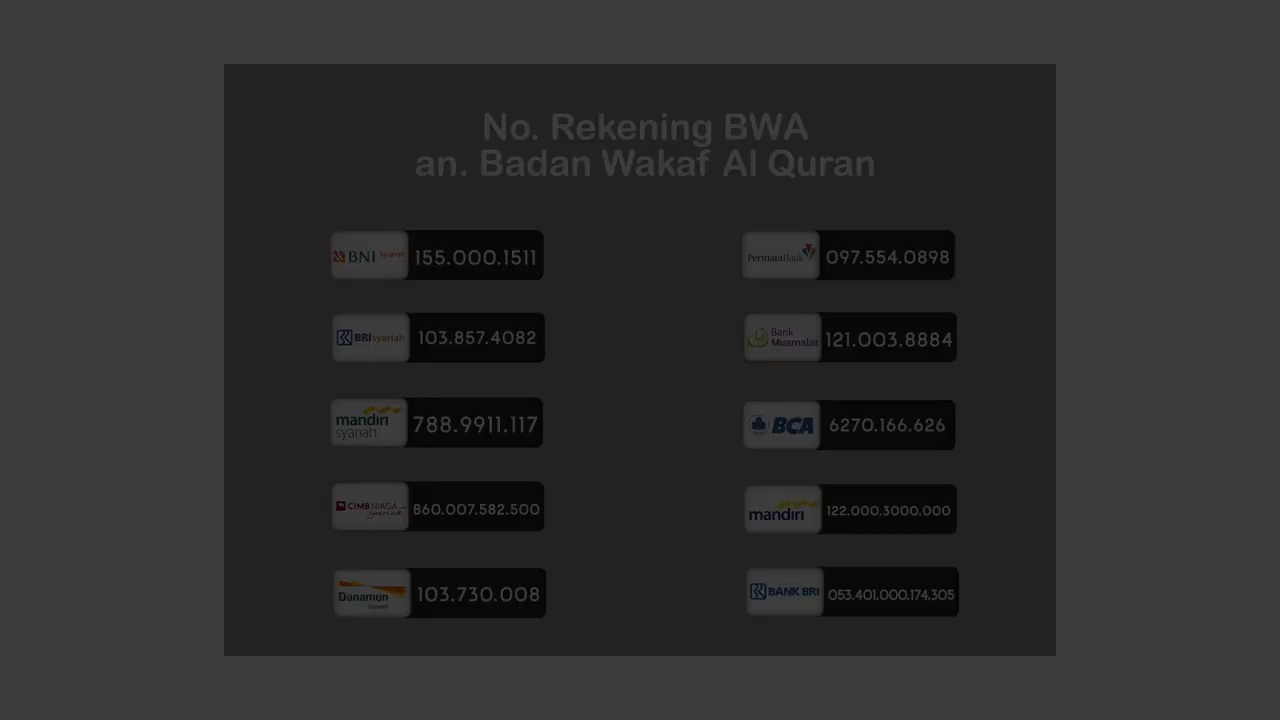 No. Rekening BWA
an. Badan Wakaf Al Quran
BNI Syariah 155.000.1511
BRIsyariah 103.857.4082
mandiri syariah 788.9911.117
CIMB NIAGA Syariah 860.007.582.500
Danamon Syariah 103.730.008
PermataBank 097.554.0898
Bank Muamalat 121.003.8884
BCA 6270.166.626
mandiri 122.000.3000.000
BANK BRI 053.401.000.174.305